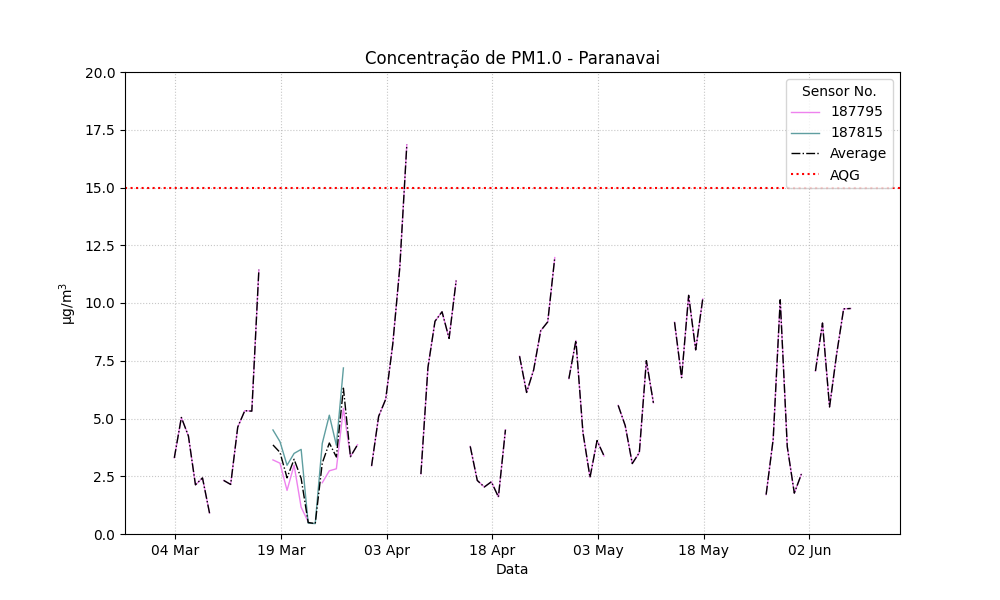 Concentração de PM1.0 - Paranavai
Sensor No.
187795
187815
Average
AQG
20.0
17.5
15.0
12.5
10.0
7.5
5.0
2.5
0.0
µg/m³
04 Mar
19 Mar
03 Apr
18 Apr
03 May
18 May
02 Jun
Data